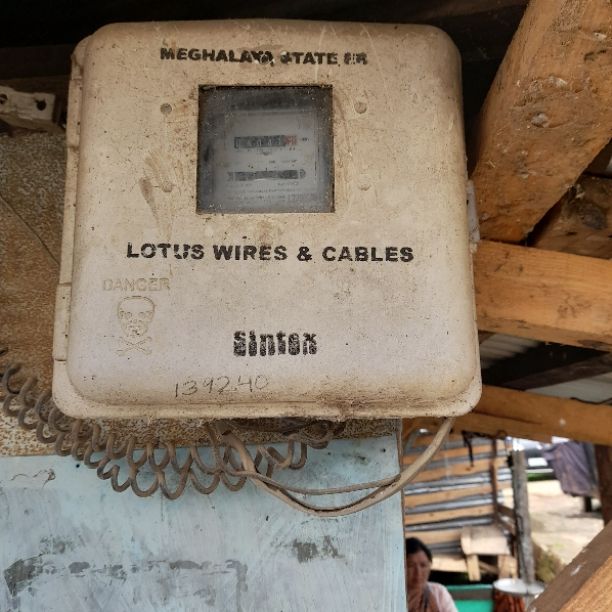 MEGHALAYA STATE
LOTUS WIRES & CABLES
DANGER
Sintex
139240